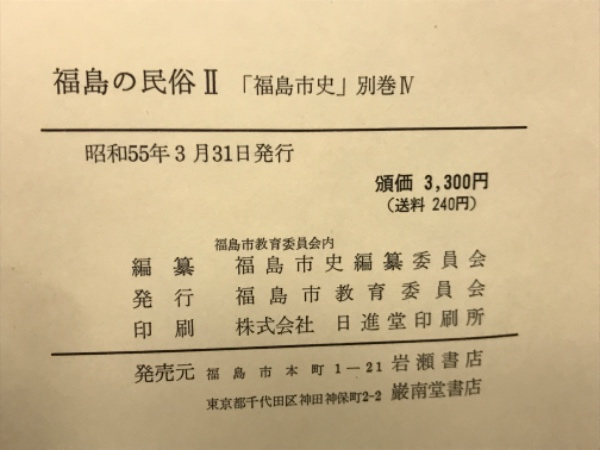 福島の民俗Ⅱ 「福島市史」別巻Ⅳ
昭和55年3月31日発行
頒価 3,300円
(送料 240円)
福島市教育委員会内
編纂 福島市史編纂委員会
発行 福島市教育委員会
印刷 株式会社 日進堂印刷所
発売元 福島市本町1―21 岩瀬書店
東京都千代田区神田神保町2-2 巌南堂書店